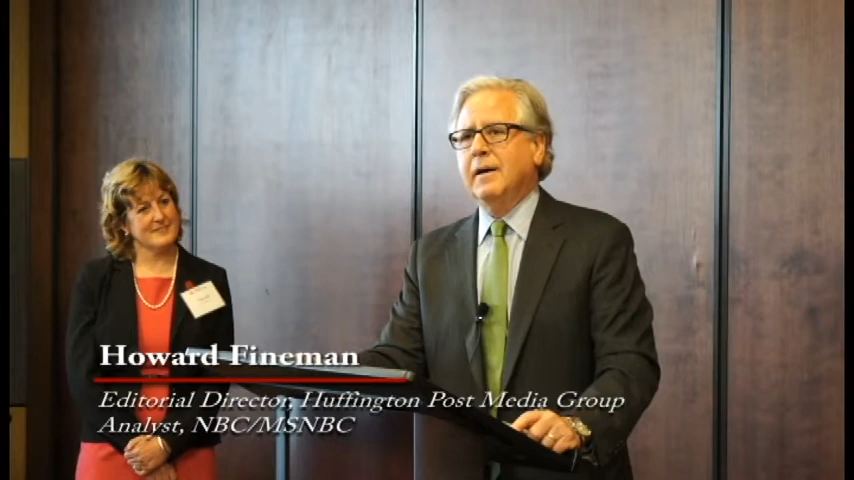 Howard Fineman
Editorial Director, Huffington Post Media Group
Analyst, NBC/MSNBC